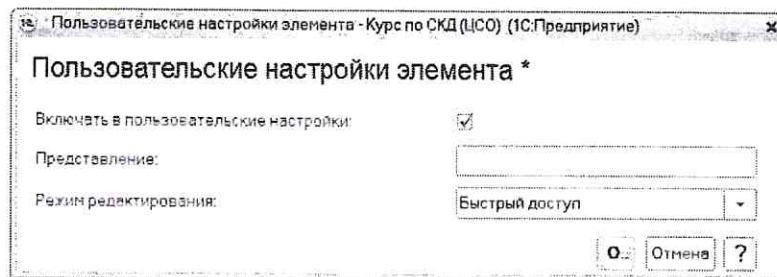 Пользовательские настройки элемента - Курс по СКД (ЦСО) (1С:Предприятие)
Пользовательские настройки элемента *
Включать в пользовательские настройки:
Представление:
Режим редактирования: Быстрый доступ
О... Отмена ?